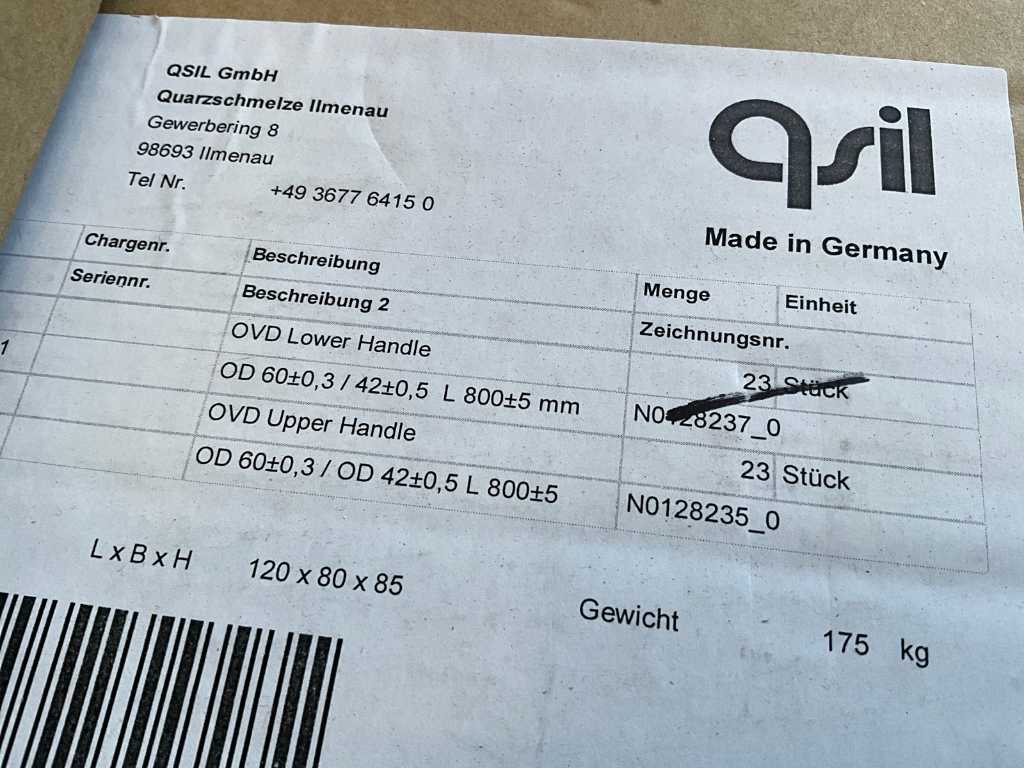 QSIL GmbH
Quarzschmelze Ilmenau
Gewerbering 8
98693 Ilmenau
Tel Nr. +49 3677 6415 0
qsil
Made in Germany
Chargenr. Beschreibung Menge Einheit
Seriennr. Beschreibung 2 Zeichnungsnr.
OVD Lower Handle 23 Stück
1 OD 60±0,3 / 42±0,5 L 800±5 mm N0128237_0
OVD Upper Handle 23 Stück
OD 60±0,3 / OD 42±0,5 L 800±5 N0128235_0
L x B x H 120 x 80 x 85
Gewicht 175 kg